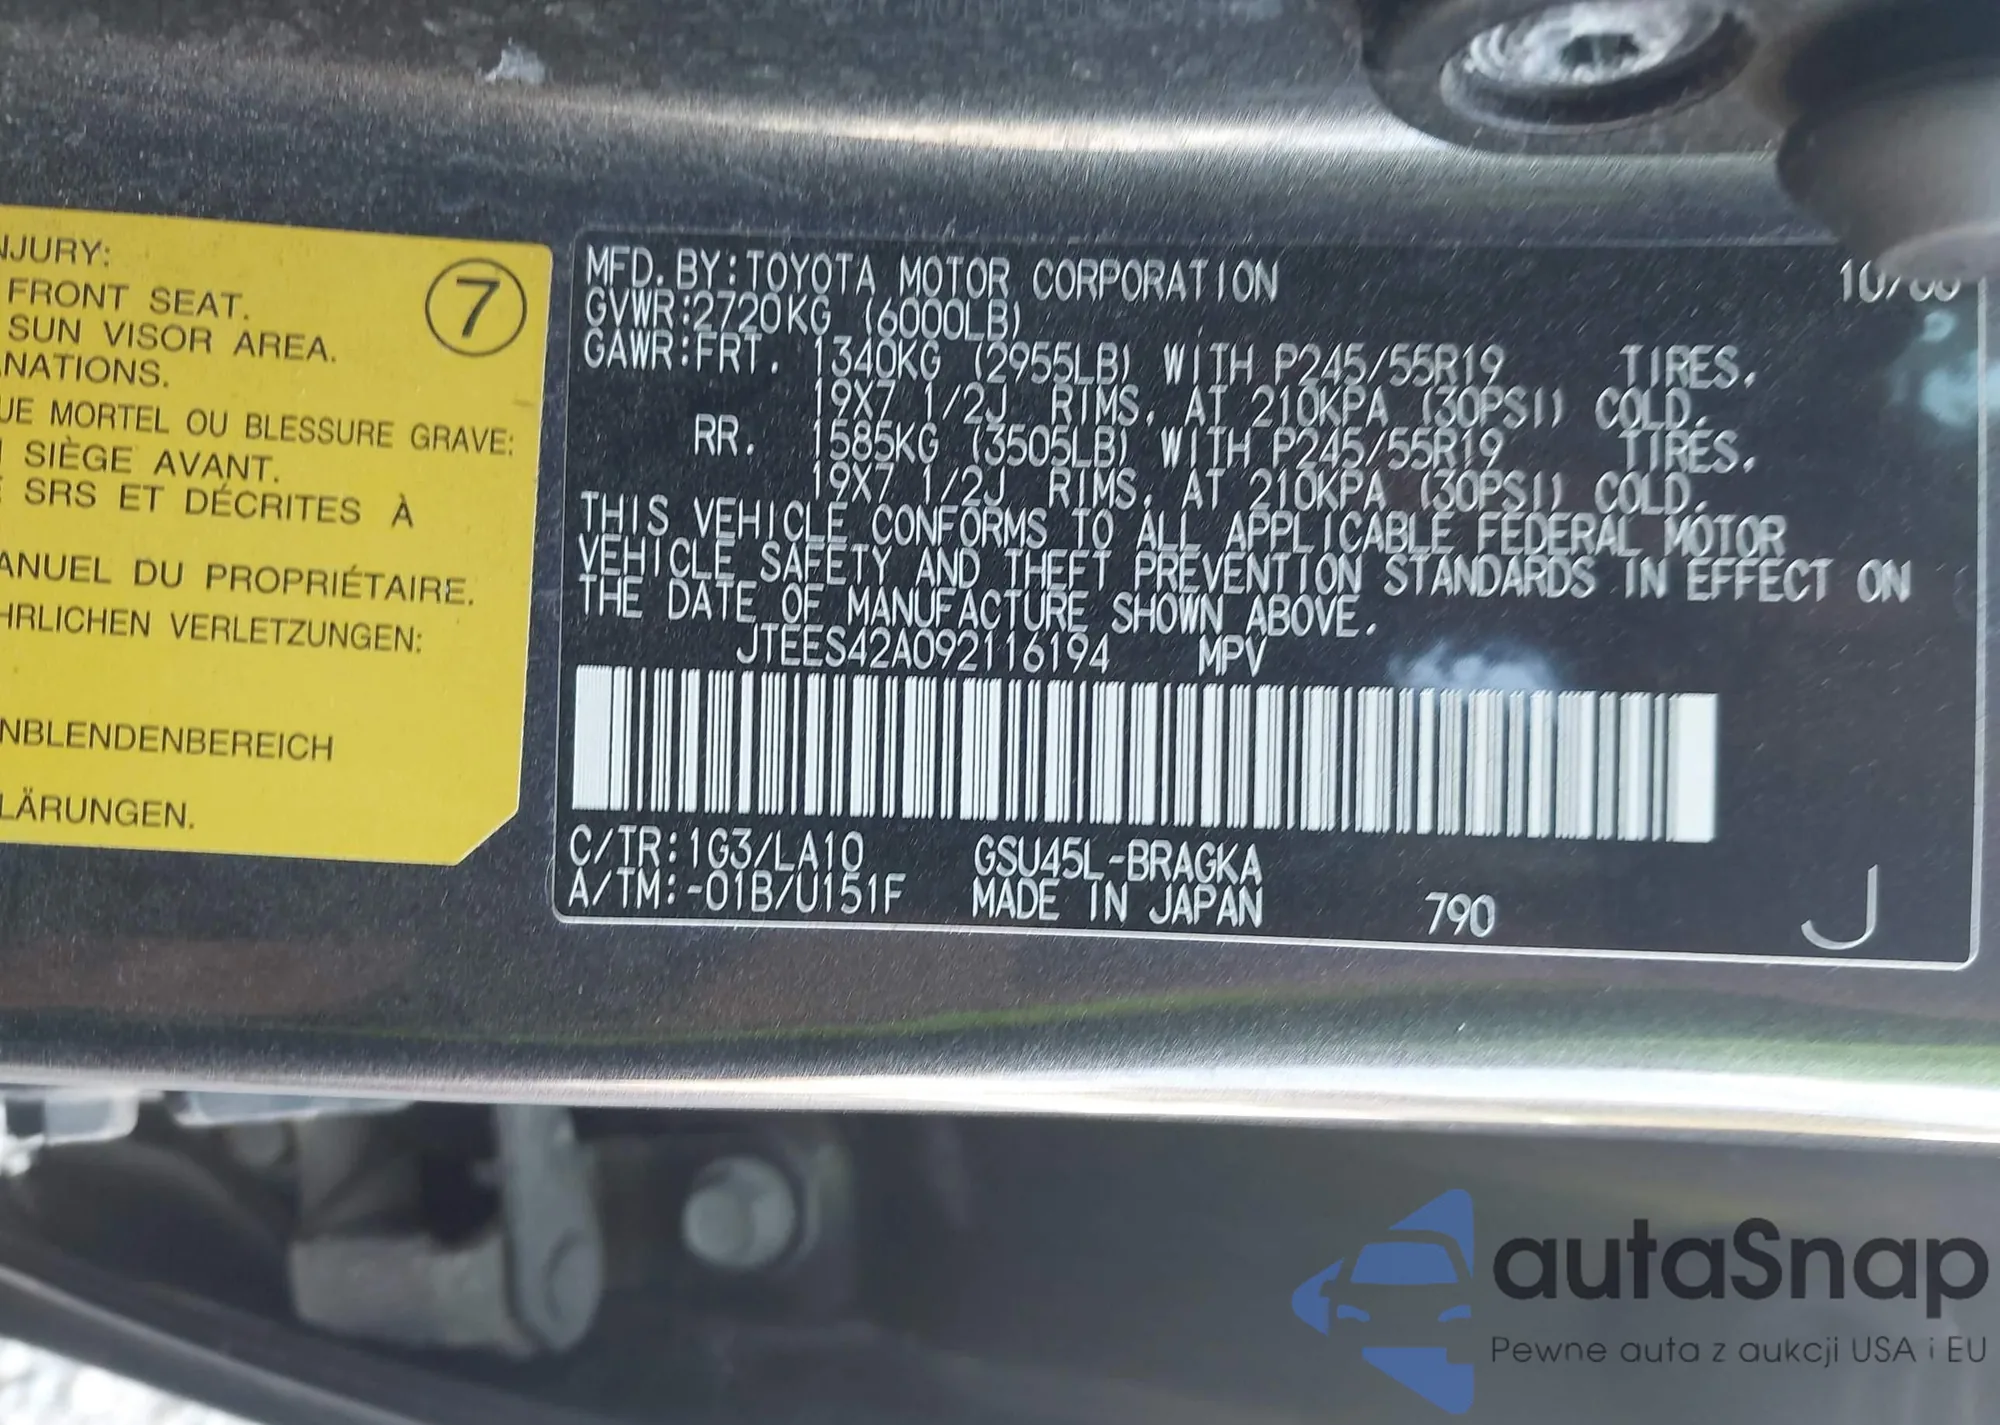 NJURY:
FRONT SEAT.
SUN VISOR AREA.
NATIONS.
UE MORTEL OU BLESSURE GRAVE:
SIÈGE AVANT.
SRS ET DÉCRITES À
ANUEL DU PROPRIÉTAIRE.
HRLICHEN VERLETZUNGEN:
NBLENDENBEREICH
LÄRUNGEN.
7
MFD. BY: TOYOTA MOTOR CORPORATION
GVWR: 2720KG (6000LB)
GAWR: FRT. 1340KG (2955LB) WITH P245/55R19 TIRES,
19X7 1/2J RIMS, AT 210KPA (30PSI) COLD.
RR. 1585KG (3505LB) WITH P245/55R19 TIRES,
19X7 1/2J RIMS, AT 210KPA (30PSI) COLD.
THIS VEHICLE CONFORMS TO ALL APPLICABLE FEDERAL MOTOR
VEHICLE SAFETY AND THEFT PREVENTION STANDARDS IN EFFECT ON
THE DATE OF MANUFACTURE SHOWN ABOVE.
JTEES42A092116194 MPV
C/TR: 1G3/LA10 GSU45L-BRAGKA
A/TM: -01B/U151F MADE IN JAPAN 790 J
autaSnap
Pewne auta z aukcji USA i EU